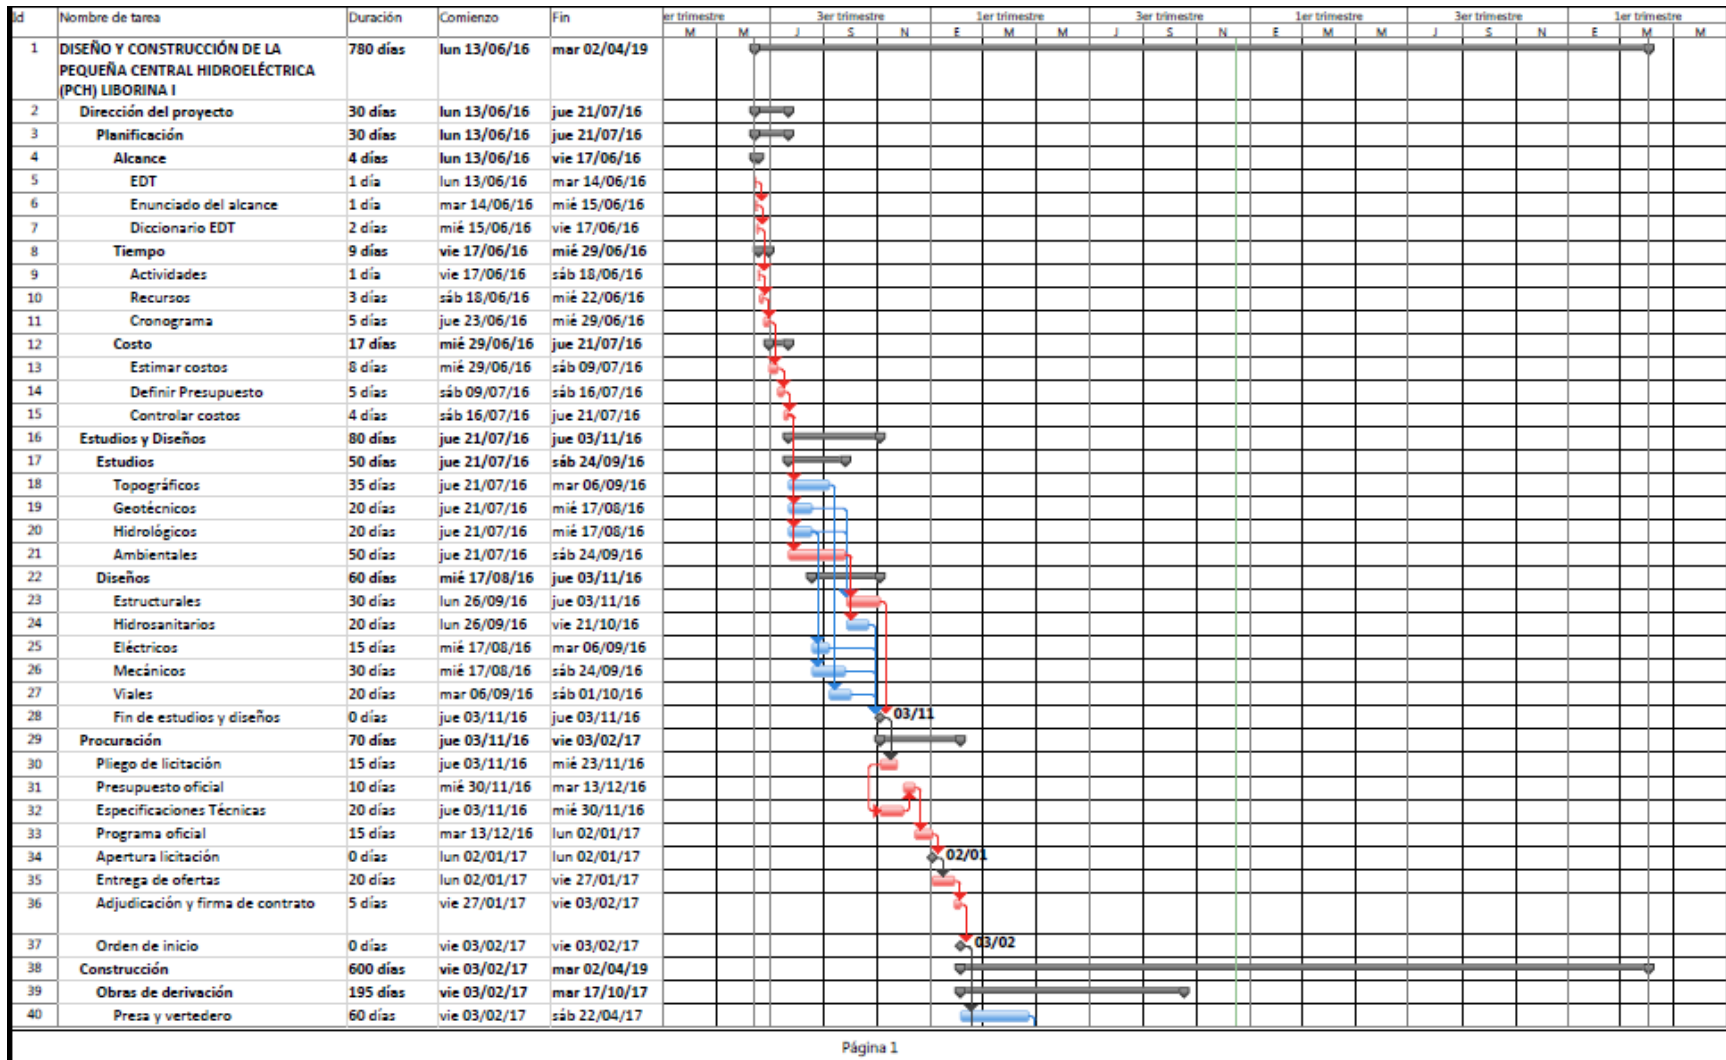 Id Nombre de tarea Duración Comienzo Fin er trimestre 3er trimestre 1er trimestre 3er trimestre 1er trimestre 3er trimestre 1er trimestre
M M J S N E M M J S N E M M J S N E M M
1 DISEÑO Y CONSTRUCCIÓN DE LA 780 días lun 13/06/16 mar 02/04/19
PEQUEÑA CENTRAL HIDROELÉCTRICA
(PCH) LIBORINA I
2 Dirección del proyecto 30 días lun 13/06/16 jue 21/07/16
3 Planificación 30 días lun 13/06/16 jue 21/07/16
4 Alcance 4 días lun 13/06/16 vie 17/06/16
5 EDT 1 día lun 13/06/16 mar 14/06/16
6 Enunciado del alcance 1 día mar 14/06/16 mié 15/06/16
7 Diccionario EDT 2 días mié 15/06/16 vie 17/06/16
8 Tiempo 9 días vie 17/06/16 mié 29/06/16
9 Actividades 1 día vie 17/06/16 sáb 18/06/16
10 Recursos 3 días sáb 18/06/16 mié 22/06/16
11 Cronograma 5 días jue 23/06/16 mié 29/06/16
12 Costo 17 días mié 29/06/16 jue 21/07/16
13 Estimar costos 8 días mié 29/06/16 sáb 09/07/16
14 Definir Presupuesto 5 días sáb 09/07/16 sáb 16/07/16
15 Controlar costos 4 días sáb 16/07/16 jue 21/07/16
16 Estudios y Diseños 80 días jue 21/07/16 jue 03/11/16
17 Estudios 50 días jue 21/07/16 sáb 24/09/16
18 Topográficos 35 días jue 21/07/16 mar 06/09/16
19 Geotécnicos 20 días jue 21/07/16 mié 17/08/16
20 Hidrológicos 20 días jue 21/07/16 mié 17/08/16
21 Ambientales 50 días jue 21/07/16 sáb 24/09/16
22 Diseños 60 días mié 17/08/16 jue 03/11/16
23 Estructurales 30 días lun 26/09/16 jue 03/11/16
24 Hidrosanitarios 20 días lun 26/09/16 vie 21/10/16
25 Eléctricos 15 días mié 17/08/16 mar 06/09/16
26 Mecánicos 30 días mié 17/08/16 sáb 24/09/16
27 Viales 20 días mar 06/09/16 sáb 01/10/16
28 Fin de estudios y diseños 0 días jue 03/11/16 jue 03/11/16 03/11
29 Procuración 70 días jue 03/11/16 vie 03/02/17
30 Pliego de licitación 15 días jue 03/11/16 mié 23/11/16
31 Presupuesto oficial 10 días mié 30/11/16 mar 13/12/16
32 Especificaciones Técnicas 20 días jue 03/11/16 mié 30/11/16
33 Programa oficial 15 días mar 13/12/16 lun 02/01/17
34 Apertura licitación 0 días lun 02/01/17 lun 02/01/17 02/01
35 Entrega de ofertas 20 días lun 02/01/17 vie 27/01/17
36 Adjudicación y firma de contrato 5 días vie 27/01/17 vie 03/02/17
37 Orden de inicio 0 días vie 03/02/17 vie 03/02/17 03/02
38 Construcción 600 días vie 03/02/17 mar 02/04/19
39 Obras de derivación 195 días vie 03/02/17 mar 17/10/17
40 Presa y vertedero 60 días vie 03/02/17 sáb 22/04/17
Página 1